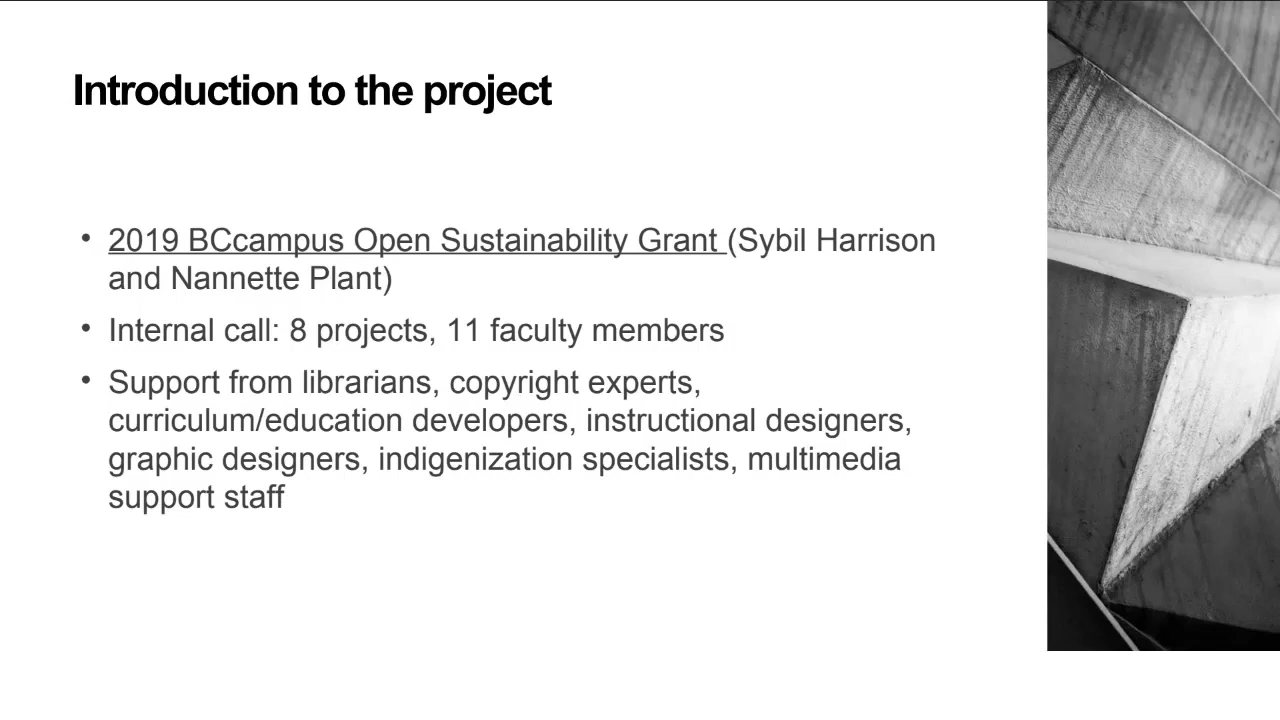 Introduction to the project
• 2019 BCcampus Open Sustainability Grant (Sybil Harrison
and Nannette Plant)
• Internal call: 8 projects, 11 faculty members
• Support from librarians, copyright experts,
curriculum/education developers, instructional designers,
graphic designers, indigenization specialists, multimedia
support staff